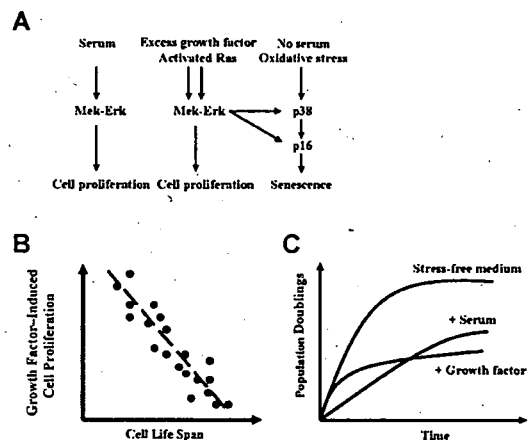 A
Serum
Excess growth factor
Activated Ras
No serum
Oxidative stress
Mek-Erk
Mek-Erk
p38
p16
Cell proliferation
Cell proliferation
Senescence
B
Growth Factor-Induced
Cell Proliferation
Cell Life Span
C
Population Doublings
Stress-free medium
+ Serum
+ Growth factor
Time